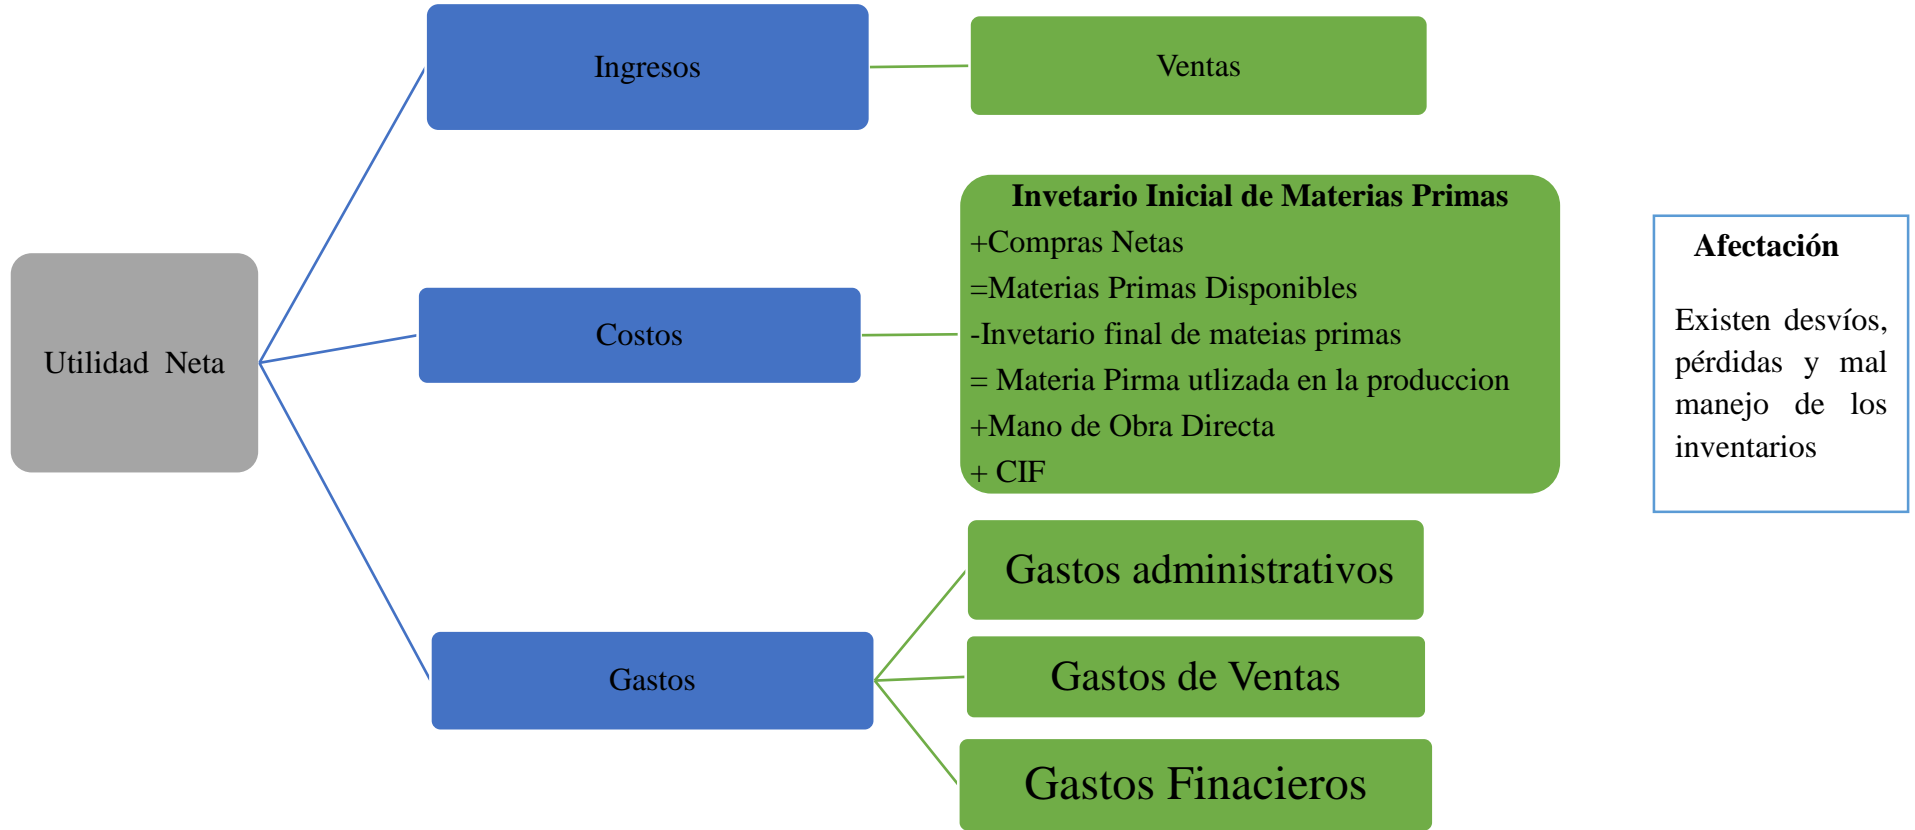 Ingresos
Ventas
Invetario Inicial de Materias Primas
+Compras Netas
=Materias Primas Disponibles
-Invetario final de mateias primas
= Materia Pirma utlizada en la produccion
+Mano de Obra Directa
+ CIF
Afectación
Existen desvíos,
pérdidas y mal
manejo de los
inventarios
Utilidad Neta
Costos
Gastos administrativos
Gastos
Gastos de Ventas
Gastos Finacieros